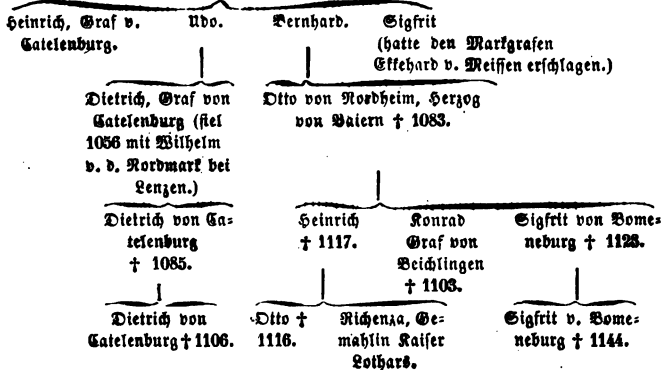 Heinrich, Graf v. Catelenburg.
Udo.
Bernhard.
Sigfrit
(hatte den Markgrafen
Ekkehard v. Meissen erschlagen.)
Dietrich, Graf von
Catelenburg (fiel
1056 mit Wilhelm
v. d. Nordmark bei
Lenzen.)
Otto von Nordheim, Herzog
von Baiern † 1083.
Dietrich von Ca-
telenburg
† 1085.
Heinrich
† 1117.
Konrad
Graf von
Beichlingen
† 1103.
Sigfrit von Bome-
neburg † 1123.
Dietrich von
Catelenburg † 1106.
Otto †
1116.
Richenza, Ge-
mahlin Kaiser
Lothars.
Sigfrit v. Bome-
neburg † 1144.